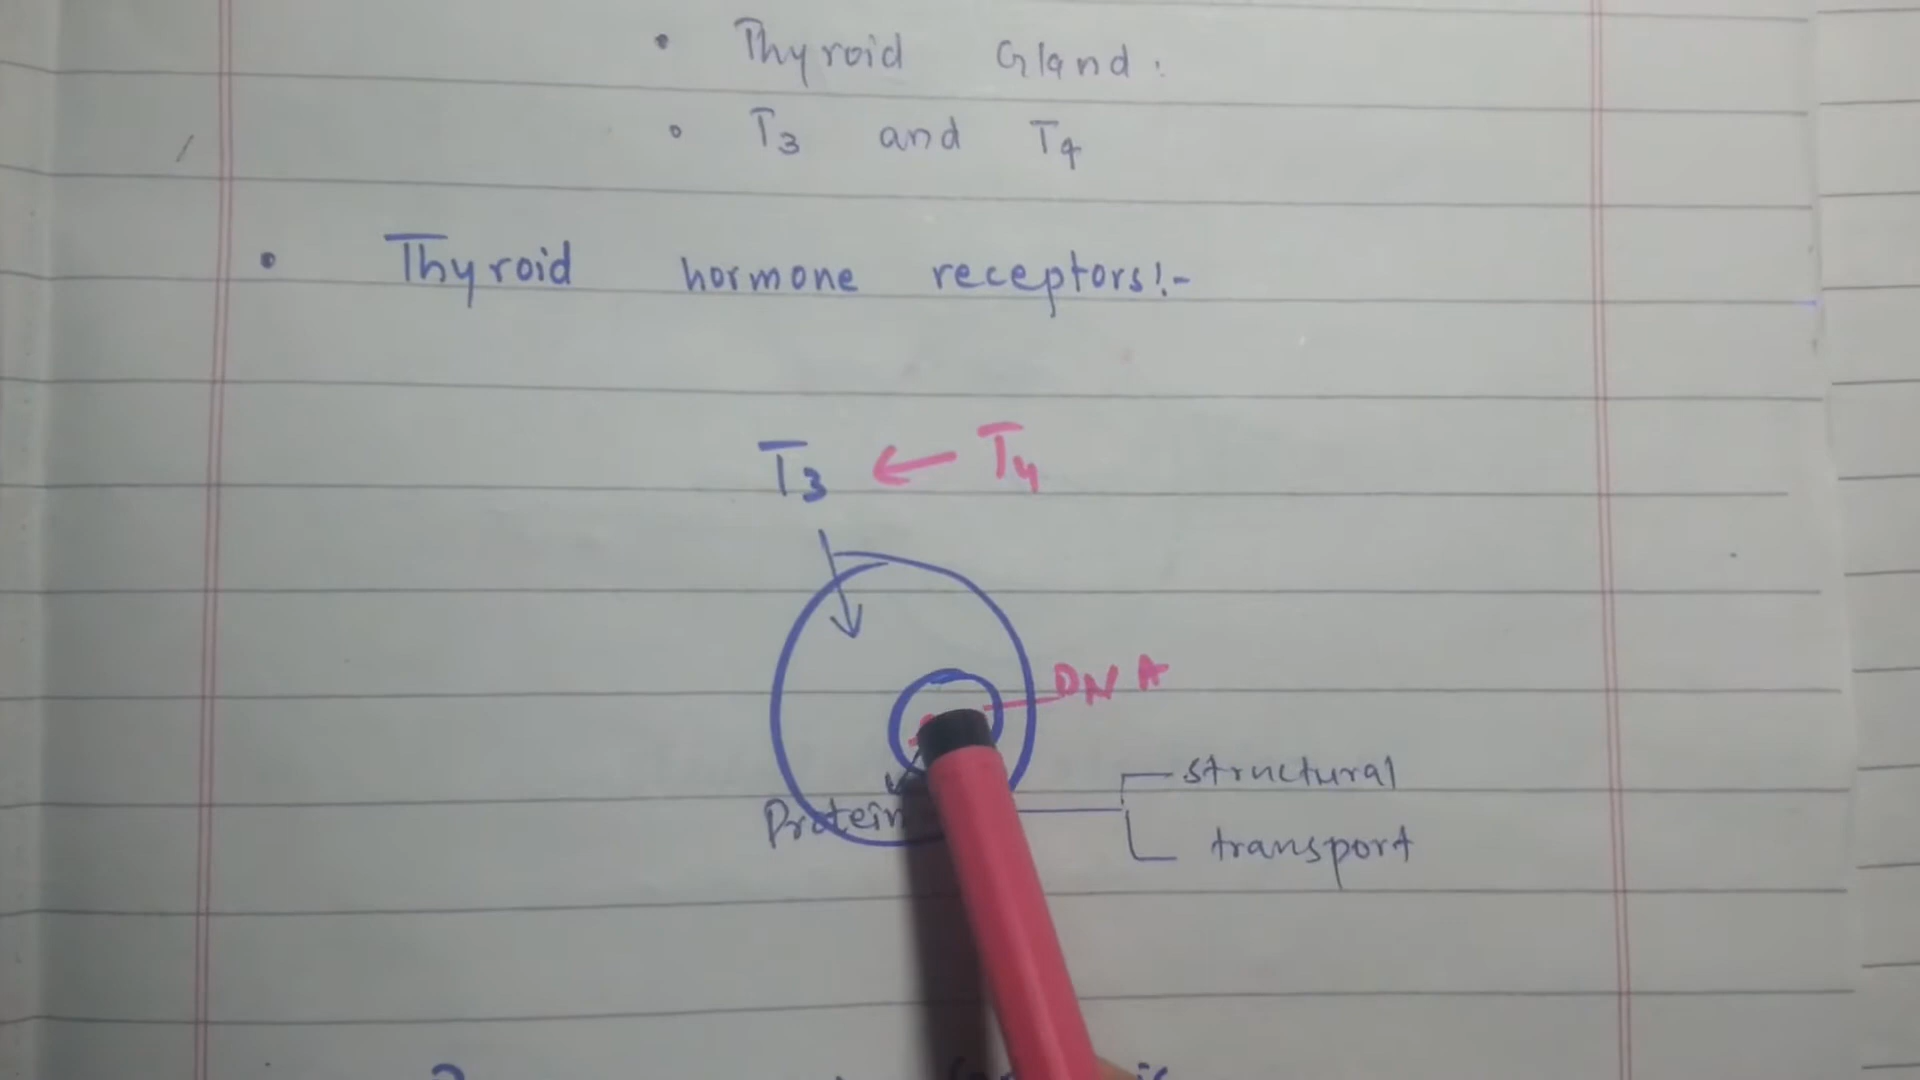 • Thyroid Gland:
• T3 and T4
• Thyroid hormone receptors:-
T3 ← T4
DNA
structural
Protein
transport